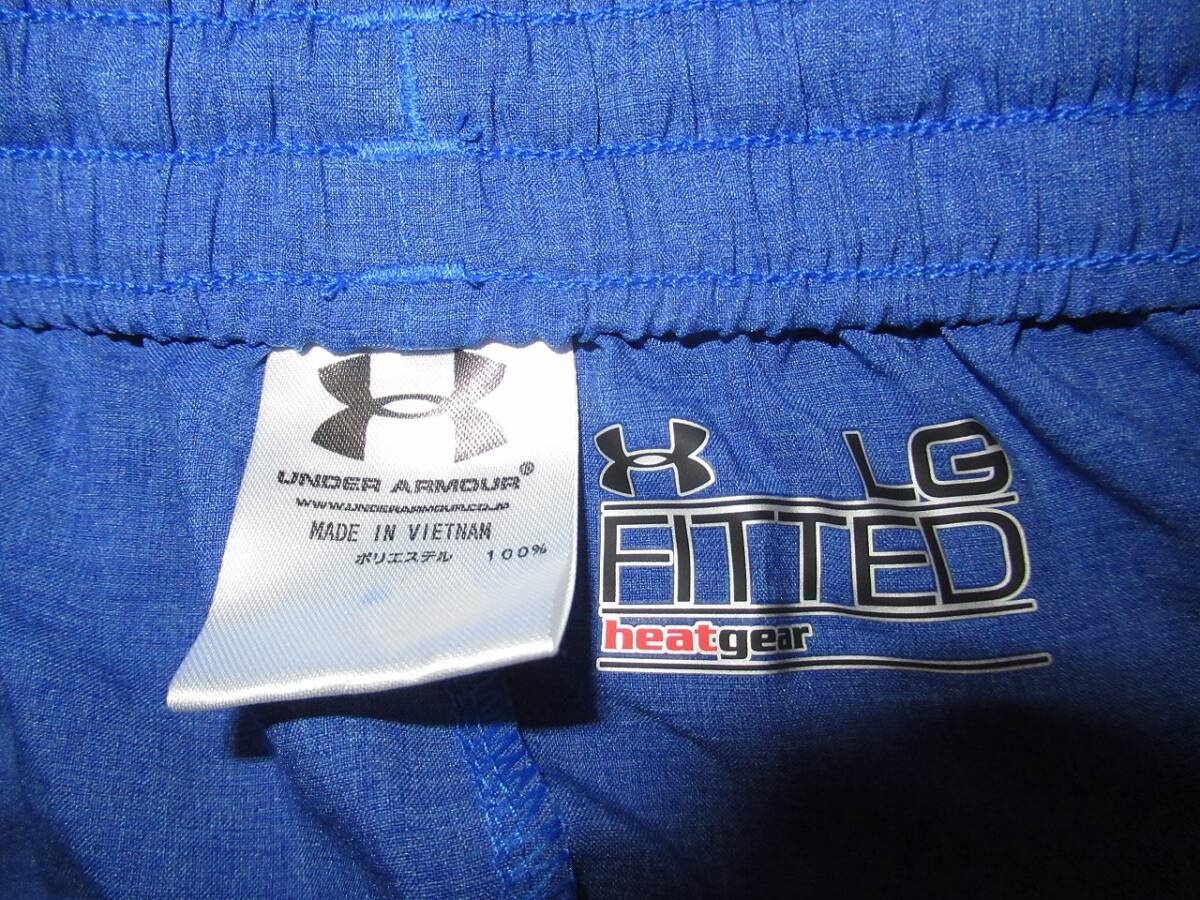 UNDER ARMOUR®
WWW.UNDERARMOUR.CO.JP
MADE IN VIETNAM
ポリエステル 100%
LG
FITTED
heatgear